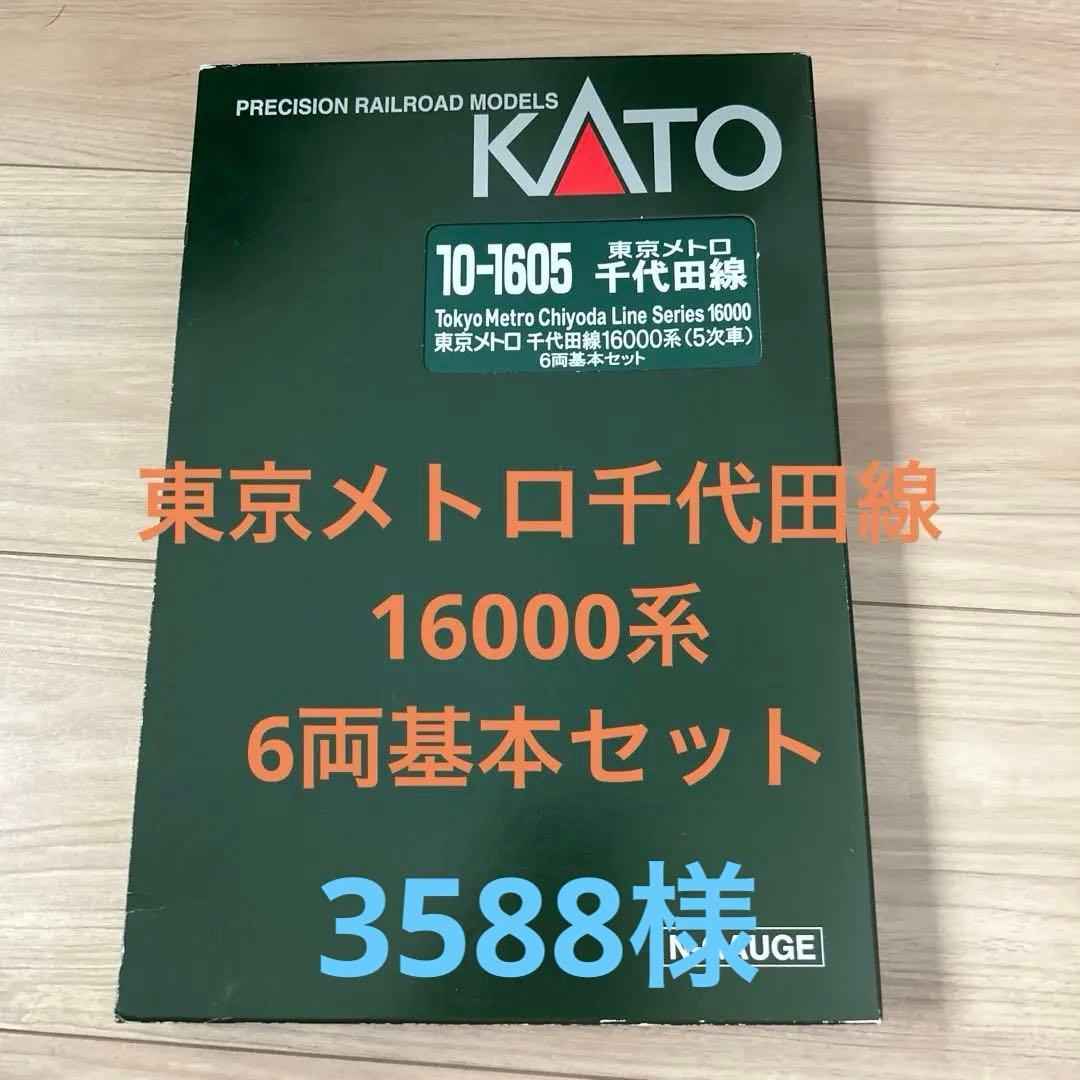 PRECISION RAILROAD MODELS
KATO
10-1605 東京メトロ 千代田線
Tokyo Metro Chiyoda Line Series 16000
東京メトロ 千代田線16000系(5次車)
6両基本セット
東京メトロ千代田線
16000系
6両基本セット
3588様